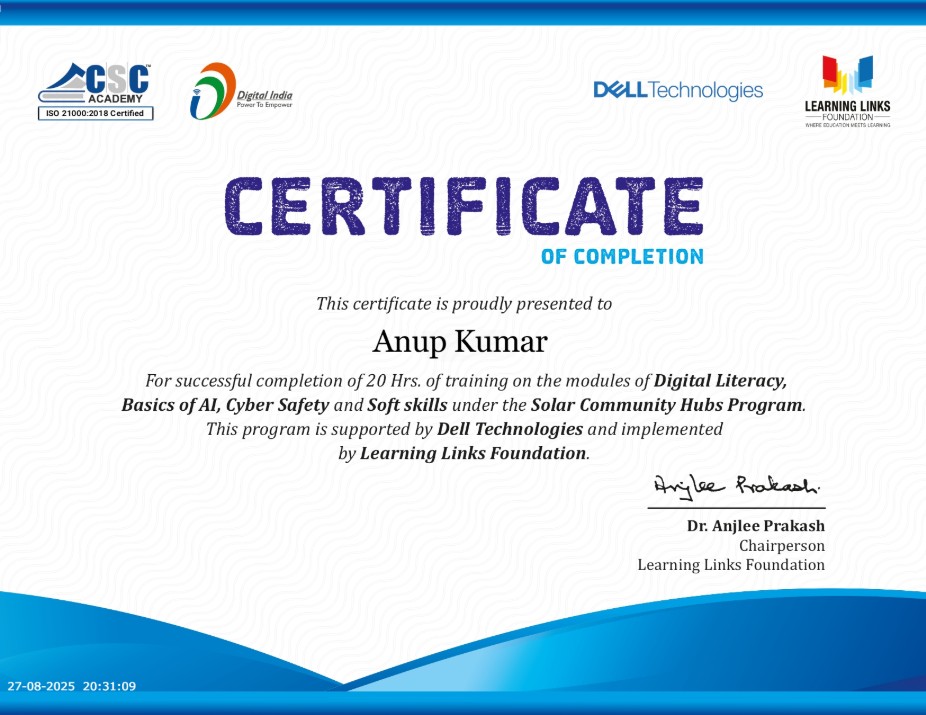 CSC
ACADEMY
ISO 21000:2018 Certified
Digital India
Power To Empower
DELLTechnologies
LEARNING LINKS
FOUNDATION
WHERE EDUCATION MEETS LEARNING
CERTIFICATE
OF COMPLETION
This certificate is proudly presented to
Anup Kumar
For successful completion of 20 Hrs. of training on the modules of Digital Literacy,
Basics of AI, Cyber Safety and Soft skills under the Solar Community Hubs Program.
This program is supported by Dell Technologies and implemented
by Learning Links Foundation.
Anjlee Prakash.
Dr. Anjlee Prakash
Chairperson
Learning Links Foundation
27-08-2025 20:31:09